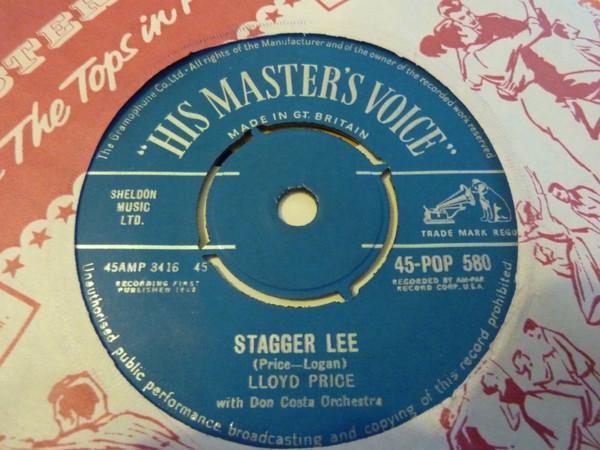 The Tops in
The Gramophone Co. Ltd. · All rights of the Manufacturer and of the owner of the recorded work reserved
"HIS MASTER'S VOICE"
MADE IN GT. BRITAIN
SHELDON
MUSIC
LTD.
TRADE MARK REGD
45AMP 3416 45
RECORDING FIRST
PUBLISHED 1958
45-POP 580
RECORDED BY AM-PAR
RECORD CORP. U.S.A.
STAGGER LEE
(Price—Logan)
LLOYD PRICE
with Don Costa Orchestra
Unauthorised public performance broadcasting and copying of this record prohibited